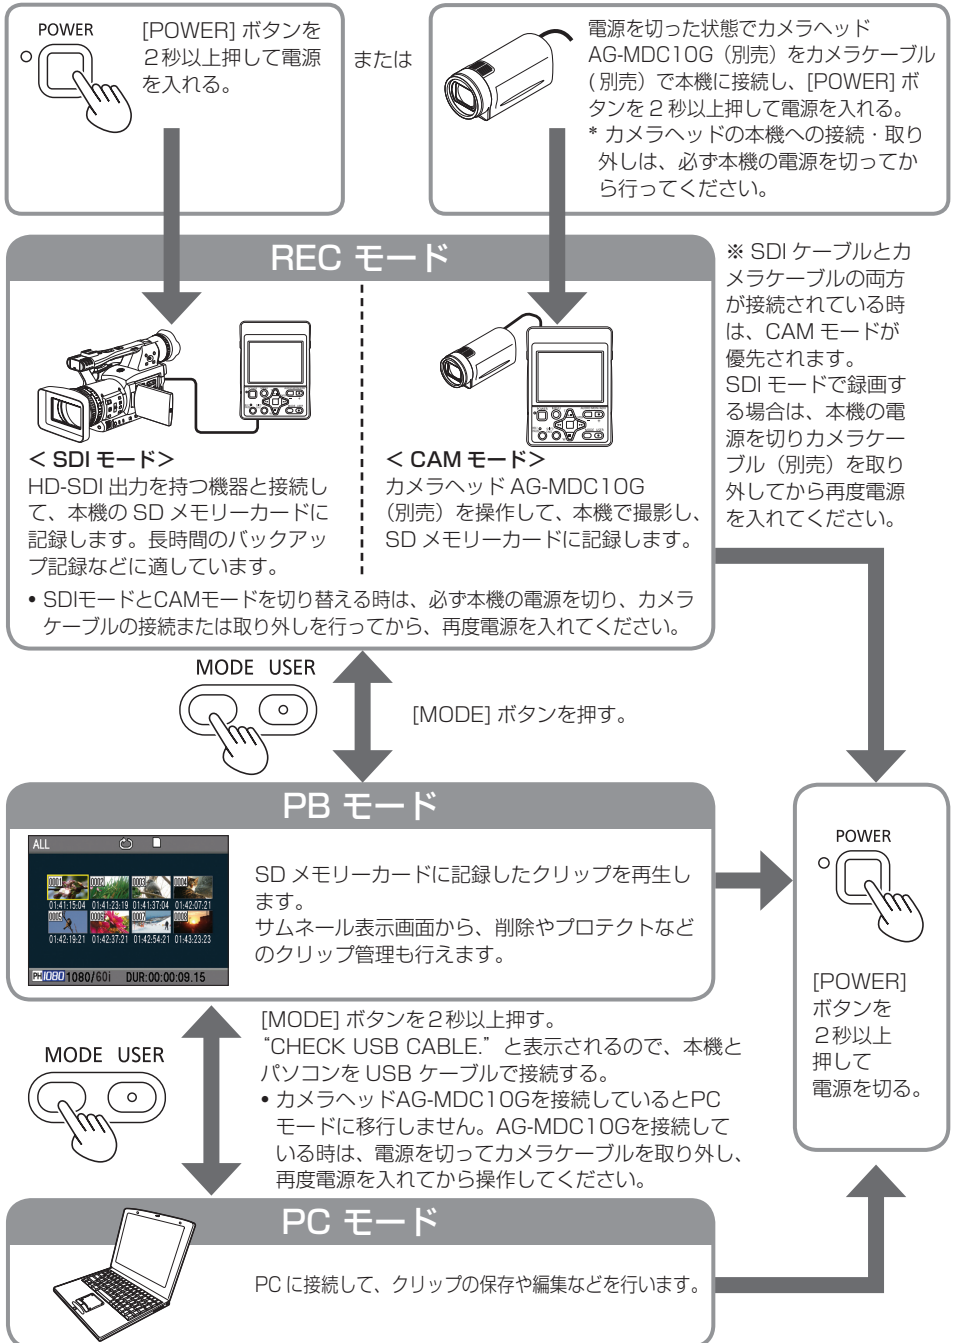 POWER
[POWER] ボタンを
２秒以上押して電源
を入れる。
または
電源を切った状態でカメラヘッド
AG-MDC10G（別売）をカメラケーブル
( 別売）で本機に接続し、[POWER] ボ
タンを 2 秒以上押して電源を入れる。
* カメラヘッドの本機への接続・取り
外しは、必ず本機の電源を切ってか
ら行ってください。
REC モード
※ SDI ケーブルとカ
メラケーブルの両方
が接続されている時
は、CAM モードが
優先されます。
SDI モードで録画す
る場合は、本機の電
源を切りカメラケー
ブル（別売）を取り
外してから再度電源
を入れてください。
< SDI モード＞
HD-SDI 出力を持つ機器と接続し
て、本機の SD メモリーカードに
記録します。長時間のバックアッ
プ記録などに適しています。
< CAM モード＞
カメラヘッド AG-MDC10G
（別売）を操作して、本機で撮影し、
SD メモリーカードに記録します。
• SDIモードとCAMモードを切り替える時は、必ず本機の電源を切り、カメラ
ケーブルの接続または取り外しを行ってから、再度電源を入れてください。
MODE USER
[MODE] ボタンを押す。
PB モード
ALL
0001 0002 0003 0004
01:41:15:04 01:41:23:19 01:41:37:04 01:42:07:21
0005 0006 0007 0008
01:42:19:21 01:42:37:21 01:42:54:21 01:43:23:23
PH 1080 1080/60i DUR:00:00:09.15
SD メモリーカードに記録したクリップを再生し
ます。
サムネール表示画面から、削除やプロテクトなど
のクリップ管理も行えます。
POWER
[POWER]
ボタンを
２秒以上
押して
電源を切る。
MODE USER
[MODE] ボタンを２秒以上押す。
“CHECK USB CABLE.”と表示されるので、本機と
パソコンを USB ケーブルで接続する。
• カメラヘッドAG-MDC10Gを接続しているとPC
モードに移行しません。AG-MDC10Gを接続して
いる時は、電源を切ってカメラケーブルを取り外し、
再度電源を入れてから操作してください。
PC モード
PC に接続して、クリップの保存や編集などを行います。